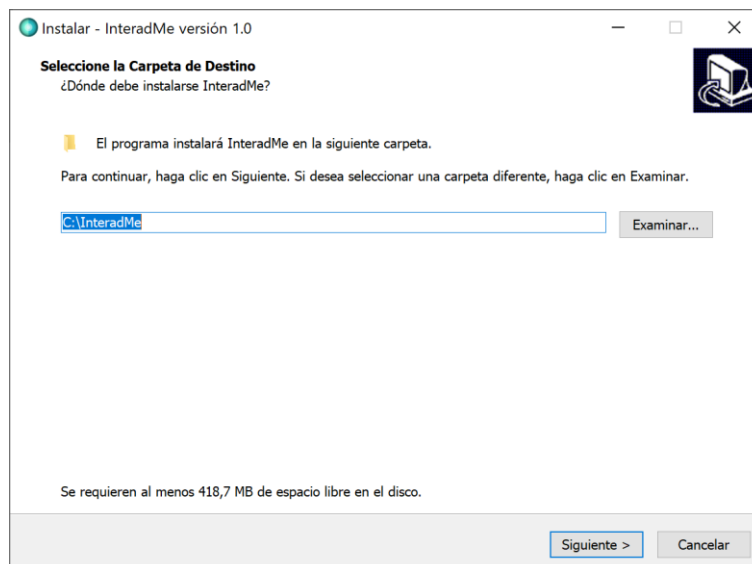 Instalar - InteradMe versión 1.0
Seleccione la Carpeta de Destino
¿Dónde debe instalarse InteradMe?
El programa instalará InteradMe en la siguiente carpeta.
Para continuar, haga clic en Siguiente. Si desea seleccionar una carpeta diferente, haga clic en Examinar.
C:\InteradMe
Examinar...
Se requieren al menos 418,7 MB de espacio libre en el disco.
Siguiente >
Cancelar